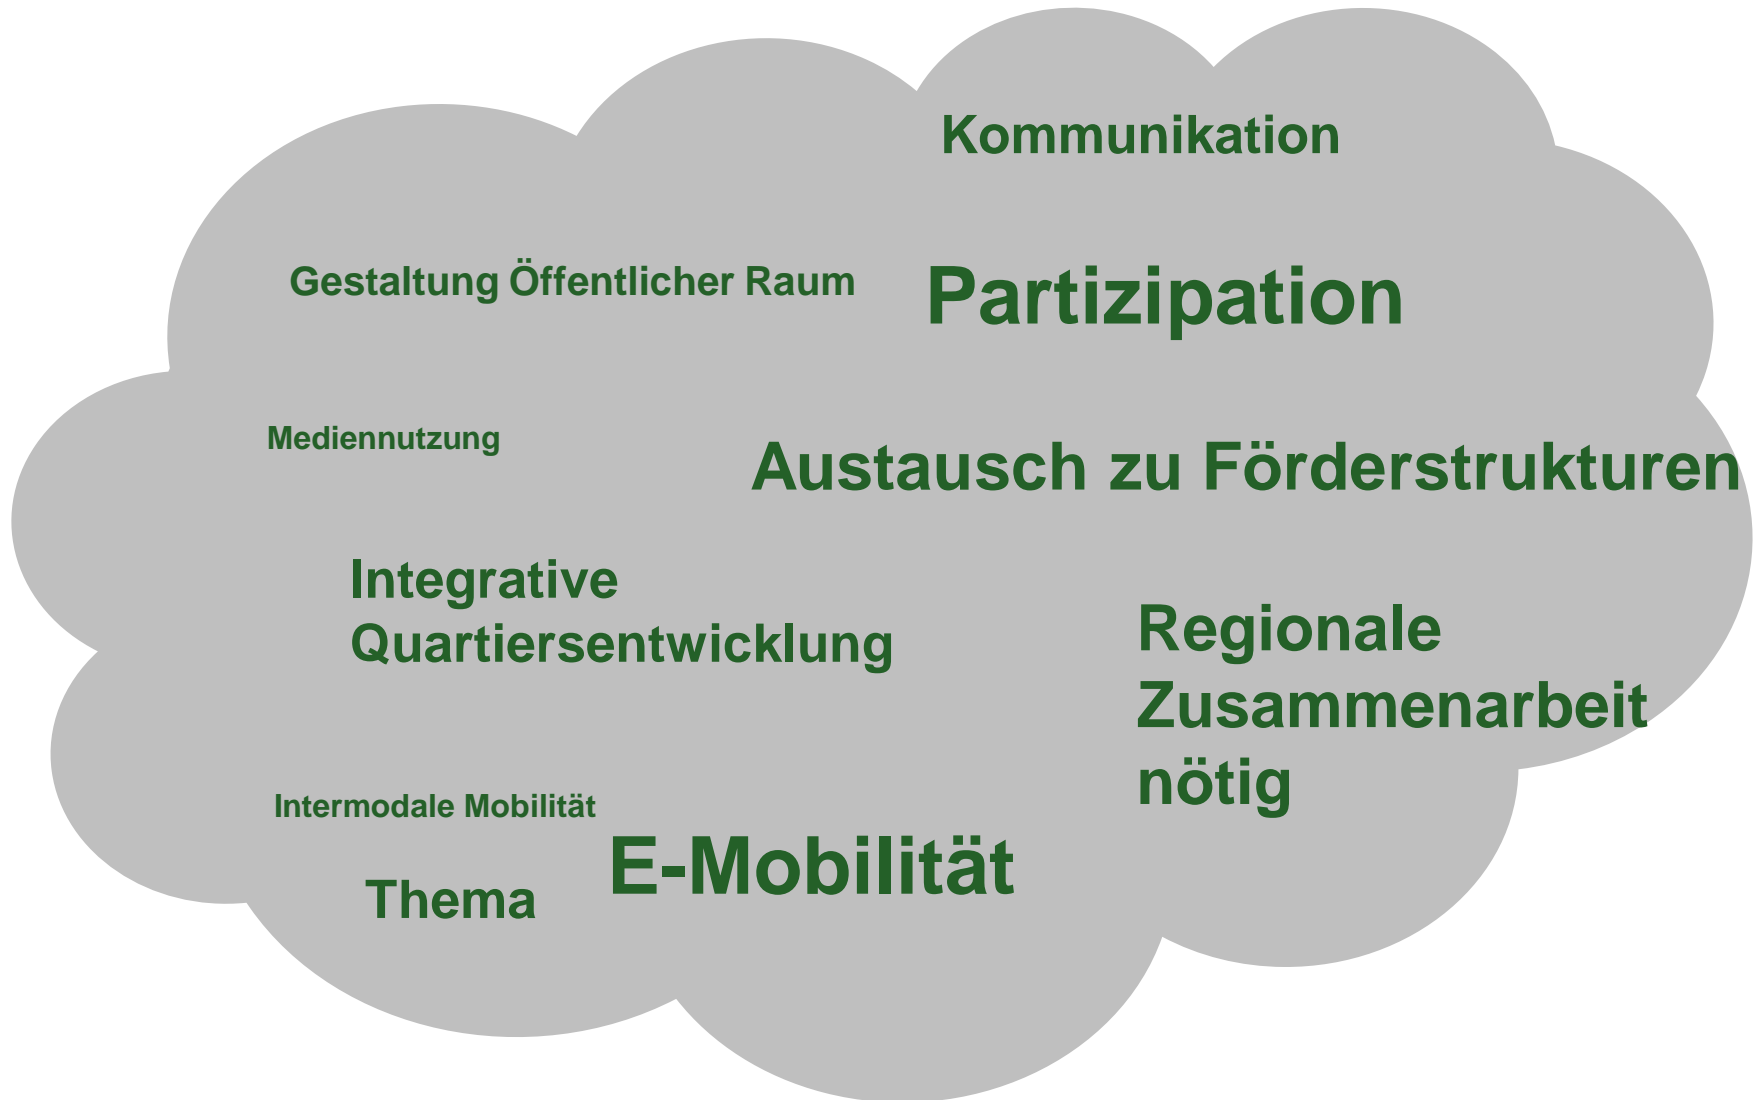 Kommunikation
Gestaltung Öffentlicher Raum
Partizipation
Mediennutzung
Austausch zu Förderstrukturen
Integrative
Quartiersentwicklung
Regionale
Zusammenarbeit
nötig
Intermodale Mobilität
E-Mobilität
Thema